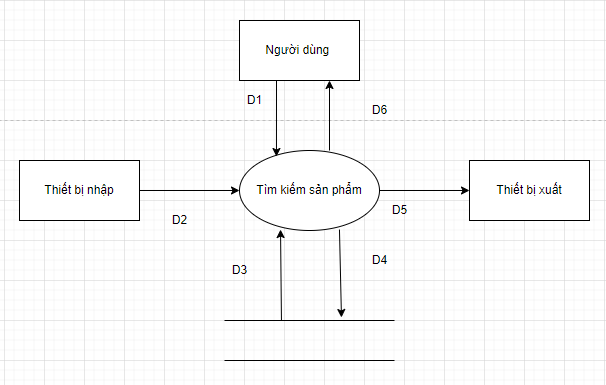 Người dùng
D1
D6
Thiết bị nhập
Tìm kiếm sản phẩm
Thiết bị xuất
D2
D5
D3
D4